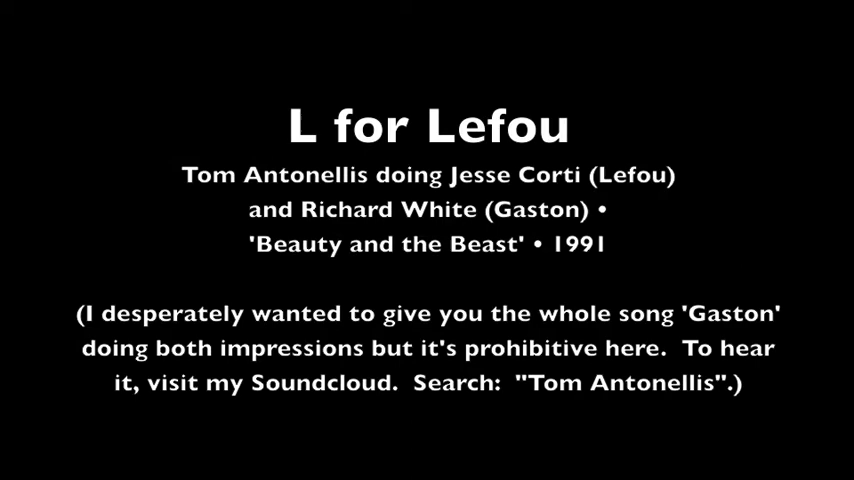 L for Lefou
Tom Antonellis doing Jesse Corti (Lefou)
and Richard White (Gaston) •
'Beauty and the Beast' • 1991
(I desperately wanted to give you the whole song 'Gaston'
doing both impressions but it's prohibitive here.  To hear
it, visit my Soundcloud.  Search:  "Tom Antonellis".)